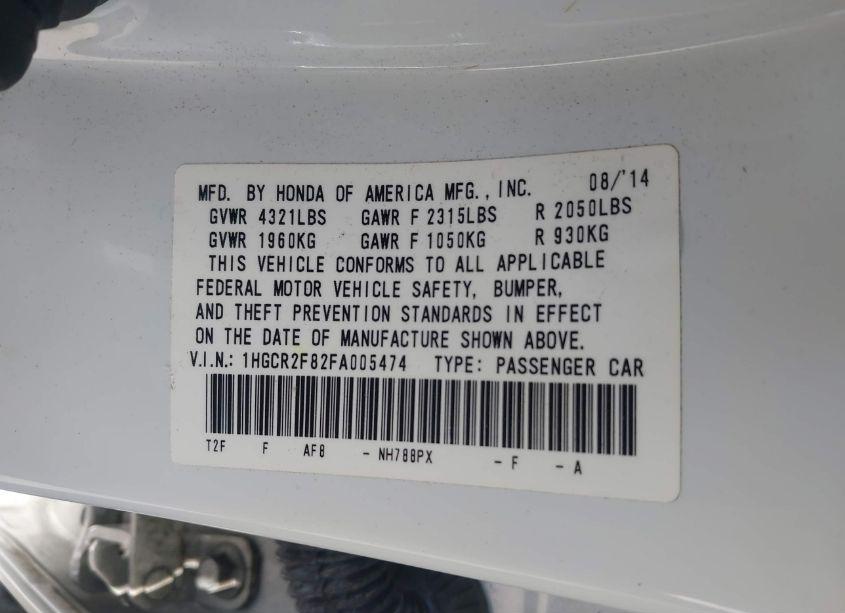 MFD. BY HONDA OF AMERICA MFG., INC. 08/'14
GVWR 4321LBS GAWR F 2315LBS R 2050LBS
GVWR 1960KG GAWR F 1050KG R 930KG
THIS VEHICLE CONFORMS TO ALL APPLICABLE
FEDERAL MOTOR VEHICLE SAFETY, BUMPER,
AND THEFT PREVENTION STANDARDS IN EFFECT
ON THE DATE OF MANUFACTURE SHOWN ABOVE.
V.I.N.: 1HGCR2F82FA005474 TYPE: PASSENGER CAR
T2F F AF8 - NH788PX - F - A